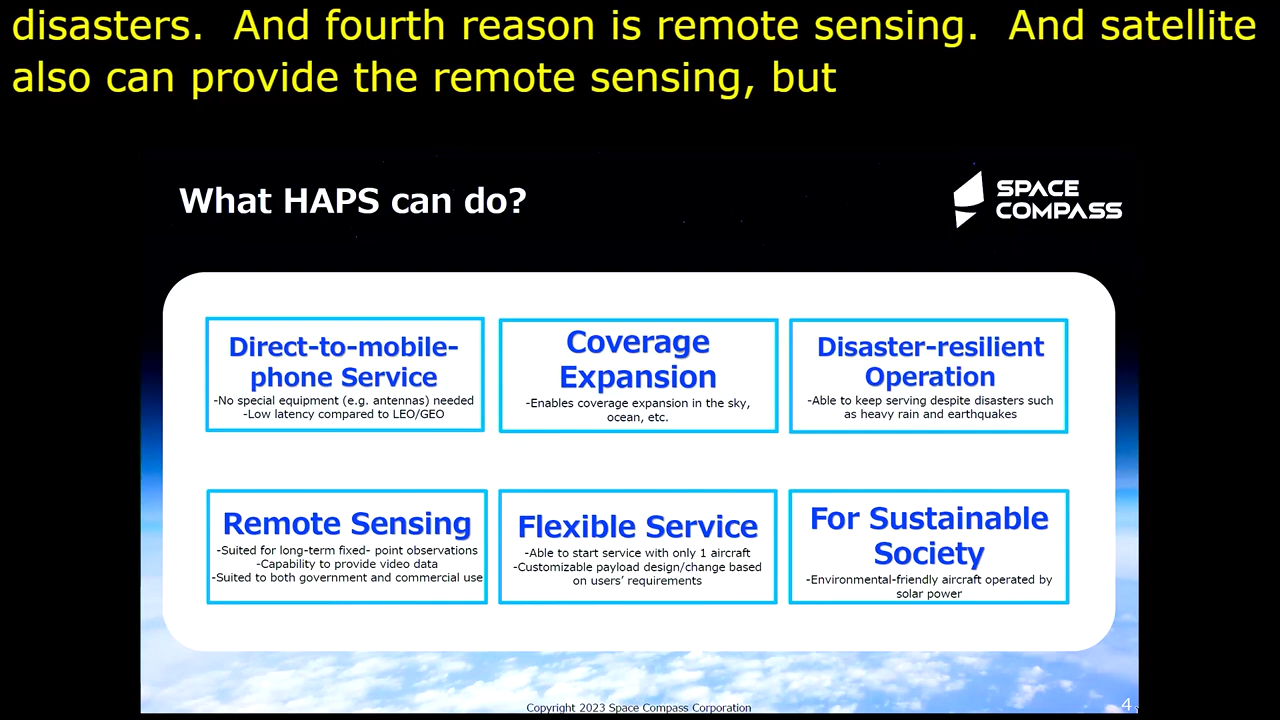 disasters.  And fourth reason is remote sensing.  And satellite
also can provide the remote sensing, but
What HAPS can do?
SPACE
COMPASS
Direct-to-mobile-
phone Service
-No special equipment (e.g. antennas) needed
-Low latency compared to LEO/GEO
Coverage
Expansion
-Enables coverage expansion in the sky,
ocean, etc.
Disaster-resilient
Operation
-Able to keep serving despite disasters such
as heavy rain and earthquakes
Remote Sensing
-Suited for long-term fixed- point observations
-Capability to provide video data
-Suited to both government and commercial use
Flexible Service
-Able to start service with only 1 aircraft
-Customizable payload design/change based
on users’ requirements
For Sustainable
Society
-Environmental-friendly aircraft operated by
solar power
Copyright 2023 Space Compass Corporation
4